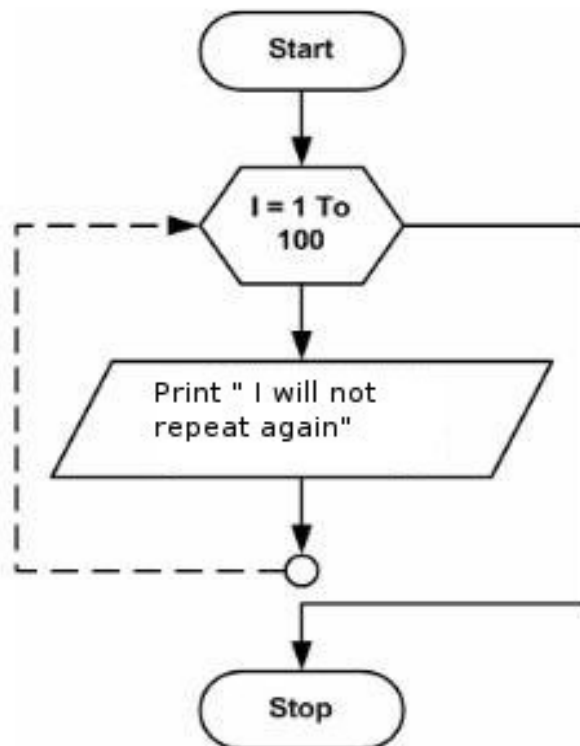 Start
I = 1 To
100
Print " I will not
repeat again"
Stop